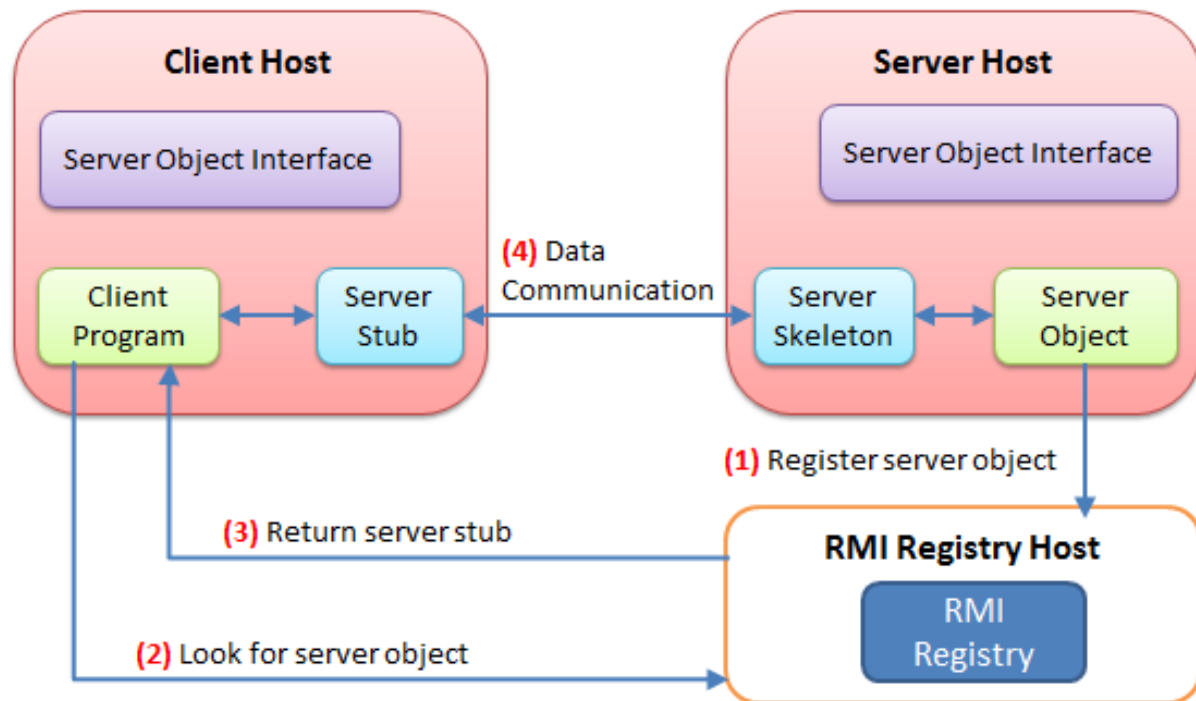 Client Host
Server Object Interface
Client
Program
Server
Stub
(4) Data
Communication
Server Host
Server Object Interface
Server
Skeleton
Server
Object
(1) Register server object
(3) Return server stub
(2) Look for server object
RMI Registry Host
RMI
Registry